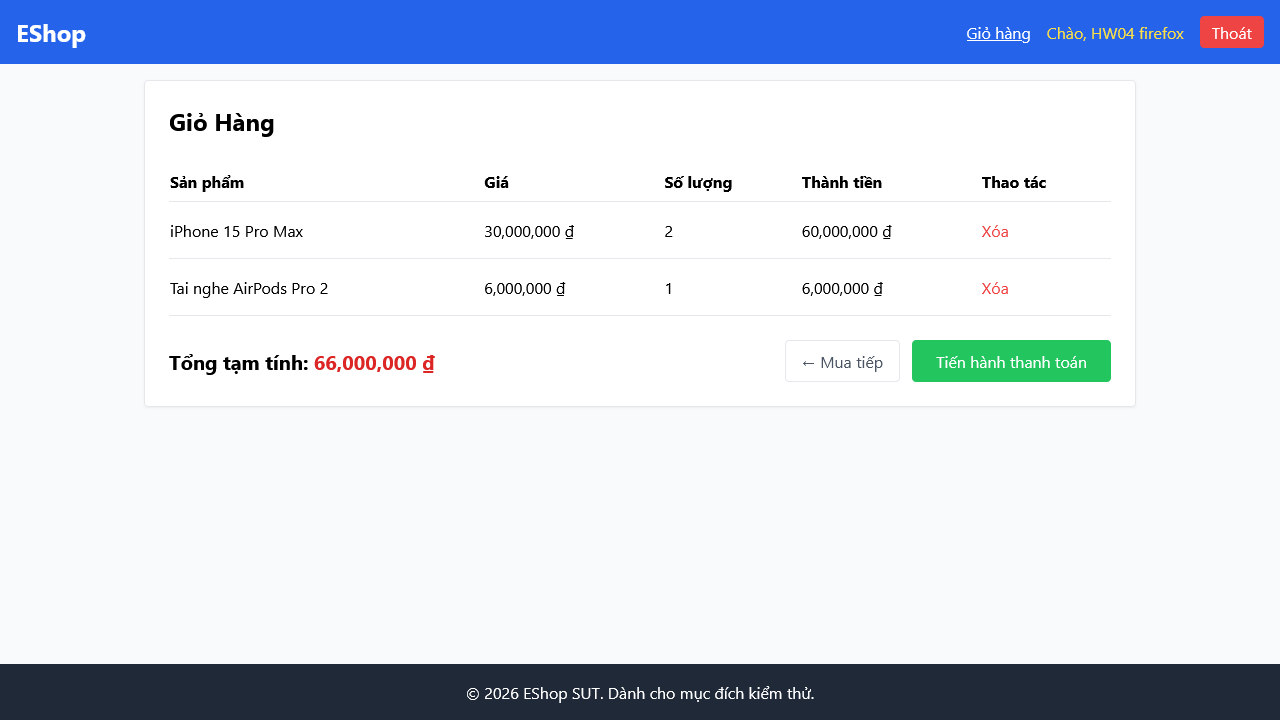 EShop Giỏ hàng Chào, HW04 firefox Thoát
Giỏ Hàng
Sản phẩm Giá Số lượng Thành tiền Thao tác
iPhone 15 Pro Max 30,000,000 ₫ 2 60,000,000 ₫ Xóa
Tai nghe AirPods Pro 2 6,000,000 ₫ 1 6,000,000 ₫ Xóa
Tổng tạm tính: 66,000,000 ₫ ← Mua tiếp Tiến hành thanh toán
© 2026 EShop SUT. Dành cho mục đích kiểm thử.